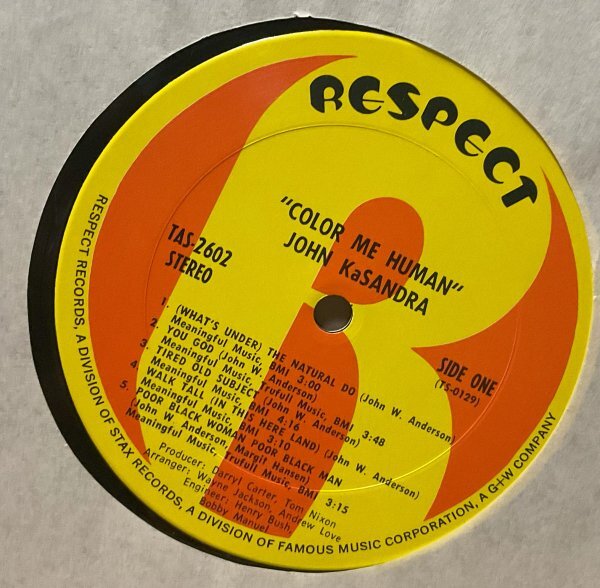 RESPECT
"COLOR ME HUMAN"
JOHN KaSANDRA
TAS-2602
STEREO
SIDE ONE
(TS-0129)
1. (WHAT'S UNDER) THE NATURAL DO (John W. Anderson)
Meaningful Music, BMI 3:00
2. YOU GOD (John W. Anderson)
Meaningful Music, Trufull Music, BMI 3:48
3. TIRED OLD SUBJECT (John W. Anderson)
Meaningful Music, BMI 4:16
4. WALK TALL (IN THIS HERE LAND) (John W. Anderson)
Meaningful Music, BMI 3:10
5. POOR BLACK WOMAN POOR BLACK MAN
(John W. Anderson, Margit Hansen)
Meaningful Music, Trufull Music, BMI 3:15
Producer: Darryl Carter, Tom Nixon
Arranger: Wayne Jackson, Andrew Love
Engineer: Henry Bush,
Bobby Manuel
RESPECT RECORDS, A DIVISION OF STAX RECORDS, A DIVISION OF FAMOUS MUSIC CORPORATION, A G+W COMPANY